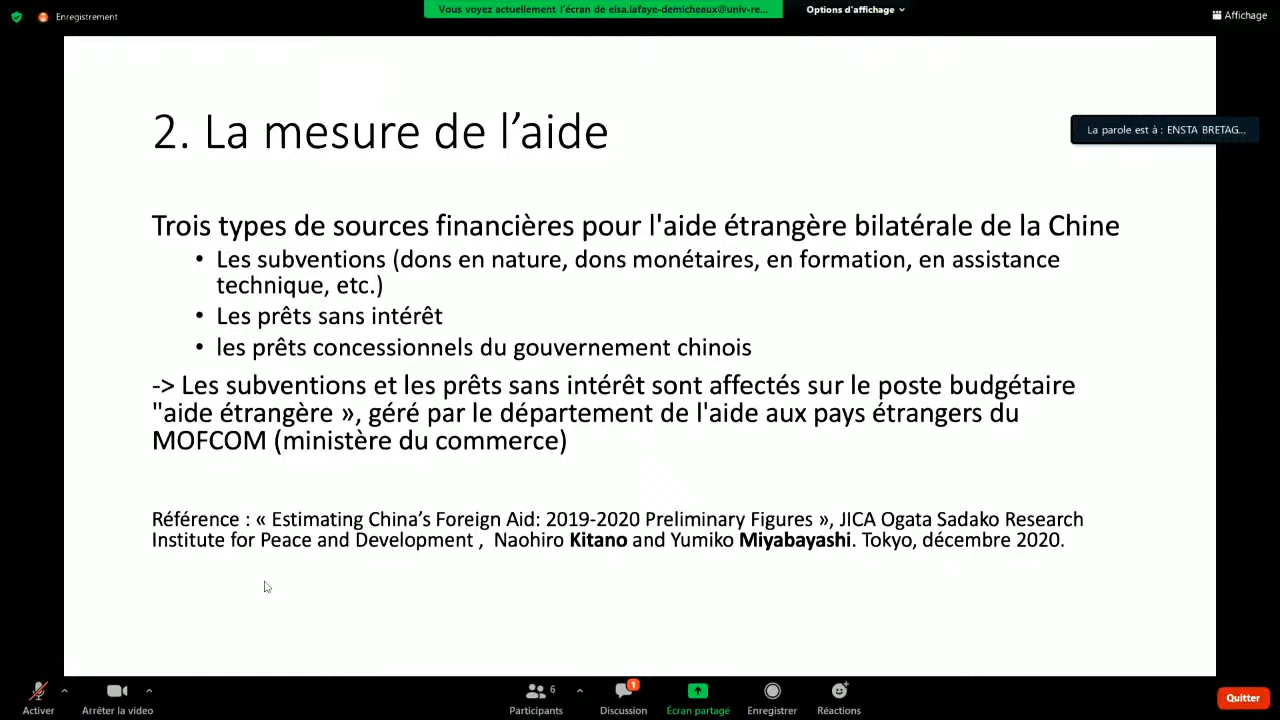 Enregistrement
Vous voyez actuellement l'écran de elsa.lafaye-demicheaux@univ-re...
Options d'affichage
Affichage
2. La mesure de l’aide
La parole est à : ENSTA BRETAG...
Trois types de sources financières pour l'aide étrangère bilatérale de la Chine
• Les subventions (dons en nature, dons monétaires, en formation, en assistance
technique, etc.)
• Les prêts sans intérêt
• les prêts concessionnels du gouvernement chinois
-> Les subventions et les prêts sans intérêt sont affectés sur le poste budgétaire
"aide étrangère », géré par le département de l'aide aux pays étrangers du
MOFCOM (ministère du commerce)
Référence : « Estimating China’s Foreign Aid: 2019-2020 Preliminary Figures », JICA Ogata Sadako Research
Institute for Peace and Development , Naohiro Kitano and Yumiko Miyabayashi. Tokyo, décembre 2020.
Activer
Arrêter la video
6
Participants
1
Discussion
Écran partagé
Enregistrer
Réactions
Quitter